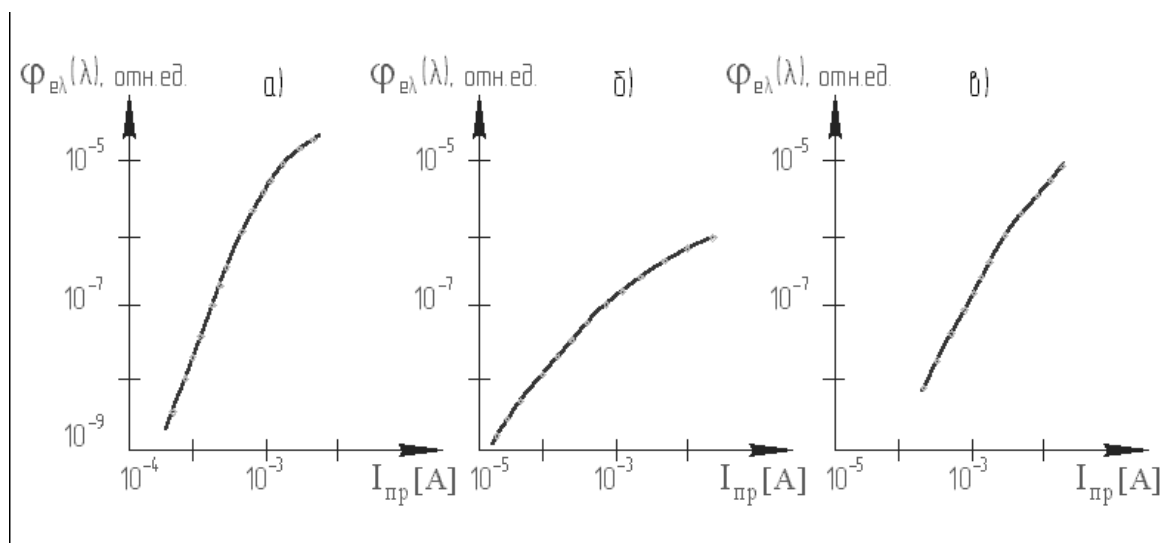 φeλ(λ), отн.ед. а)
10⁻⁵
10⁻⁷
10⁻⁹
10⁻⁴ 10⁻³
Iпр[А]
φeλ(λ), отн.ед. б)
10⁻⁵
10⁻⁷
10⁻⁵ 10⁻³
Iпр[А]
φeλ(λ), отн.ед. в)
10⁻⁵
10⁻⁷
10⁻⁵ 10⁻³
Iпр[А]